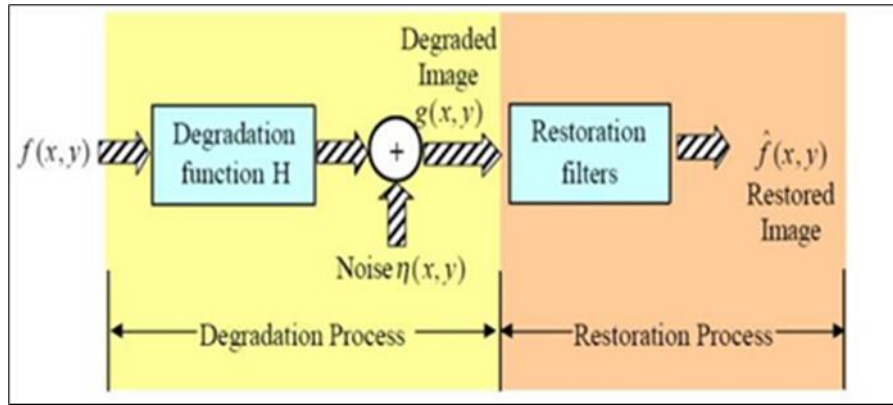 Degraded
Image
g(x, y)
f(x, y)
Degradation
function H
+
Noise η(x, y)
Restoration
filters
f̂(x, y)
Restored
Image
Degradation Process
Restoration Process